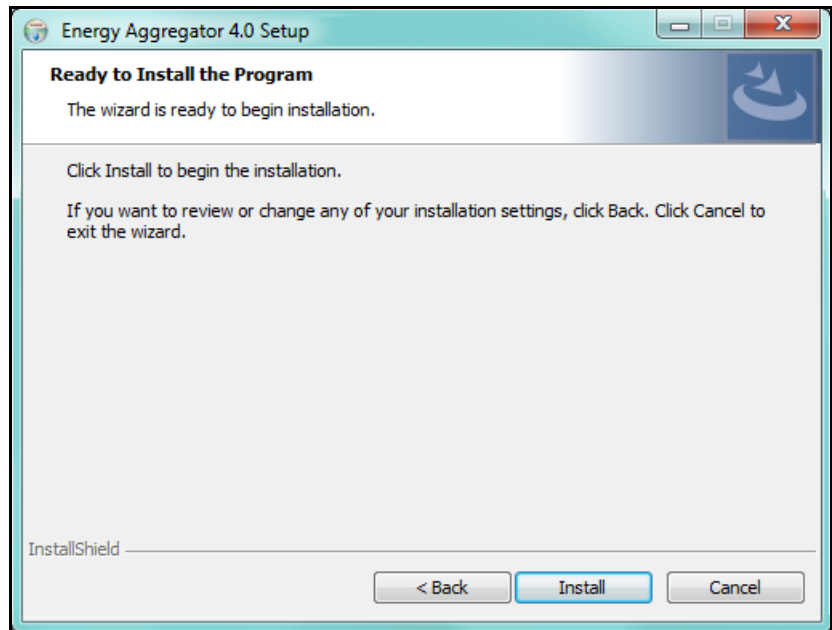 Energy Aggregator 4.0 Setup
Ready to Install the Program
The wizard is ready to begin installation.
Click Install to begin the installation.
If you want to review or change any of your installation settings, click Back. Click Cancel to
exit the wizard.
InstallShield
< Back Install Cancel